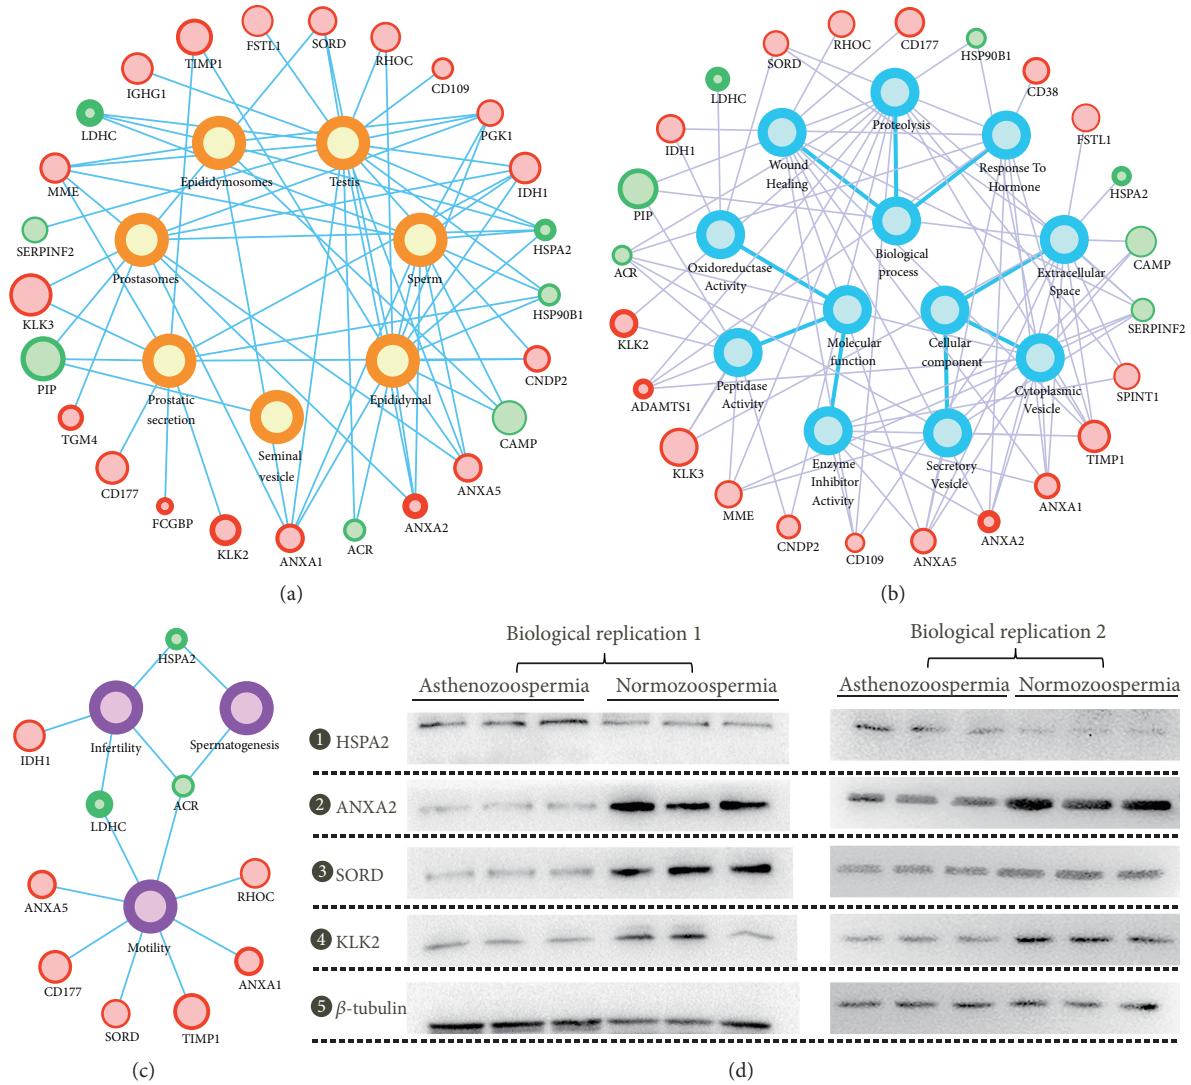 FSTL1
SORD
TIMP1
RHOC
IGHG1
CD109
LDHC
PGK1
Epididymosomes
Testis
MME
IDH1
SERPINF2
HSPA2
Prostasomes
Sperm
KLK3
HSP90B1
PIP
CNDP2
Prostatic
secretion
Epididymal
TGM4
Seminal
vesicle
CAMP
CD177
ANXA5
FCGBP
KLK2
ANXA1
ACR
ANXA2
(a)
RHOC
CD177
SORD
HSP90B1
CD38
LDHC
FSTL1
IDH1
Proteolysis
Wound
Healing
Response To
Hormone
HSPA2
PIP
Biological
process
ACR
Oxidoreductase
Activity
Extracellular
Space
CAMP
SERPINF2
KLK2
Molecular
function
Cellular
component
Peptidase
Activity
Cytoplasmic
Vesicle
SPINT1
ADAMTS1
TIMP1
KLK3
Enzyme
Inhibitor
Activity
Secretory
Vesicle
MME
ANXA1
CNDP2
CD109
ANXA5
ANXA2
(b)
HSPA2
Infertility
Spermatogenesis
IDH1
ACR
LDHC
RHOC
ANXA5
Motility
CD177
ANXA1
SORD
TIMP1
(c)
Biological replication 1
Biological replication 2
Asthenozoospermia Normozoospermia
Asthenozoospermia Normozoospermia
1 HSPA2
2 ANXA2
3 SORD
4 KLK2
5 β-tubulin
(d)